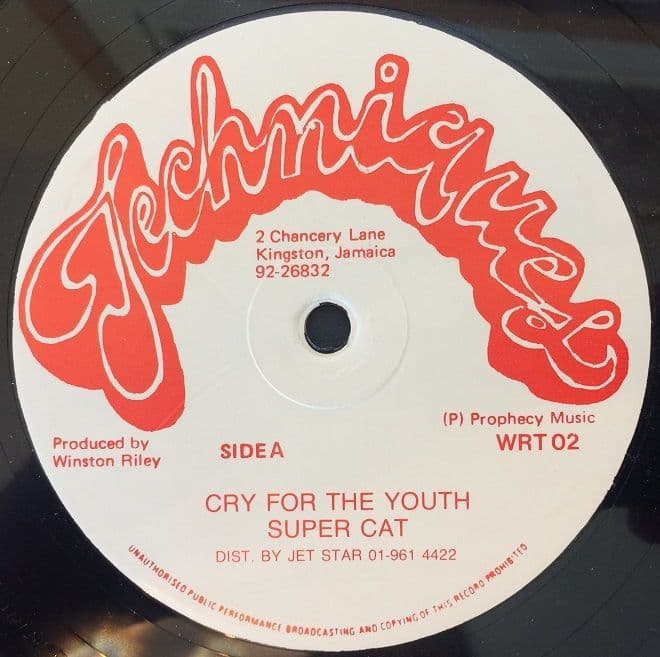 Techniques
2 Chancery Lane
Kingston, Jamaica
92-26832
Produced by
Winston Riley
SIDE A
(P) Prophecy Music
WRT 02
CRY FOR THE YOUTH
SUPER CAT
DIST. BY JET STAR 01-961 4422
UNAUTHORISED PUBLIC PERFORMANCE BROADCASTING AND COPYING OF THIS RECORD PROHIBITED